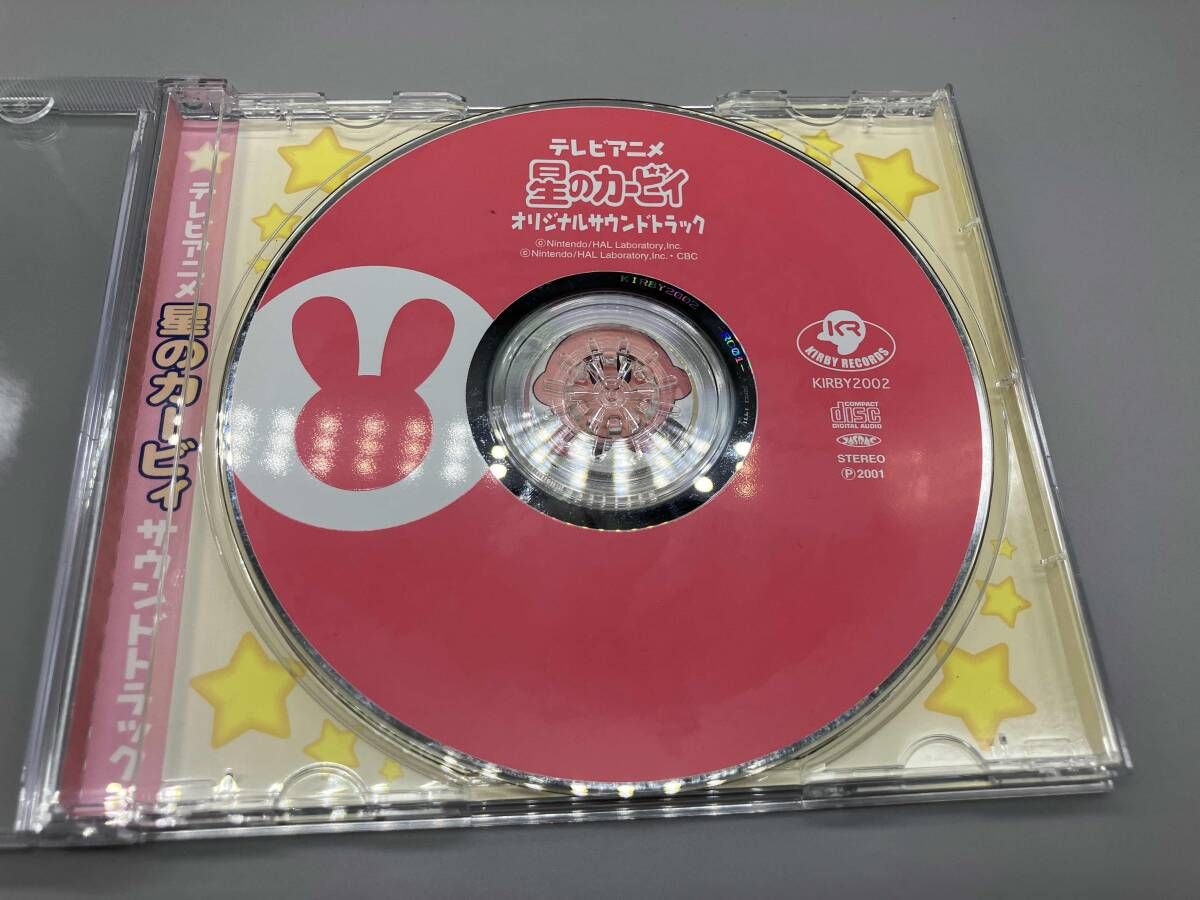 テレビアニメ
星のカービィ
サウンドトラック
テレビアニメ
星のカービィ
オリジナルサウンドトラック
©Nintendo/HAL Laboratory,Inc.
©Nintendo/HAL Laboratory,Inc.・CBC
KIRBY2002
KR
KIRBY RECORDS
KIRBY2002
COMPACT
disc
DIGITAL AUDIO
JASRAC
STEREO
℗2001